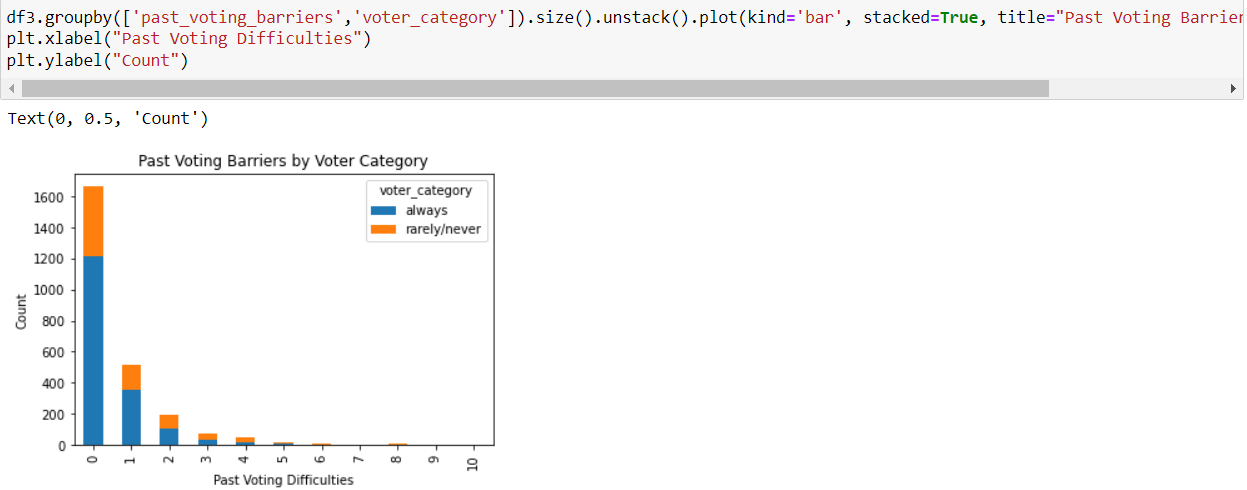 df3.groupby(['past_voting_barriers','voter_category']).size().unstack().plot(kind='bar', stacked=True, title="Past Voting Barrier
plt.xlabel("Past Voting Difficulties")
plt.ylabel("Count")
Text(0, 0.5, 'Count')
Past Voting Barriers by Voter Category
voter_category
always
rarely/never
1600
1400
1200
1000
800
600
400
200
0
Count
0 1 2 3 4 5 6 7 8 9 10
Past Voting Difficulties